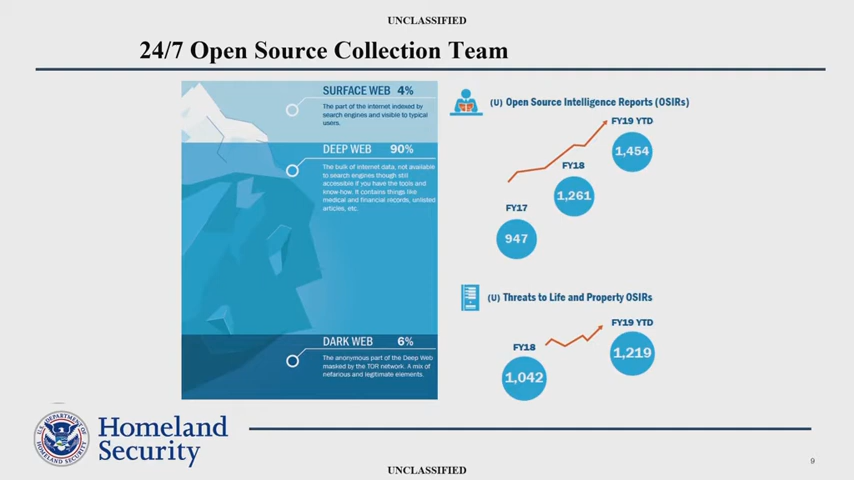 UNCLASSIFIED
24/7 Open Source Collection Team
SURFACE WEB 4%
The part of the internet indexed by
search engines and visible to typical
users.
DEEP WEB 90%
The bulk of internet data, not available
to search engines though still
accessible if you have the tools and
know-how. It contains things like
medical and financial records, unlisted
articles, etc.
DARK WEB 6%
The anonymous part of the Deep Web
masked by the TOR network. A mix of
nefarious and legitimate elements.
(U) Open Source Intelligence Reports (OSIRs)
FY19 YTD
1,454
FY18
1,261
FY17
947
(U) Threats to Life and Property OSIRs
FY19 YTD
1,219
FY18
1,042
U.S. DEPARTMENT OF
HOMELAND SECURITY
Homeland
Security
9
UNCLASSIFIED